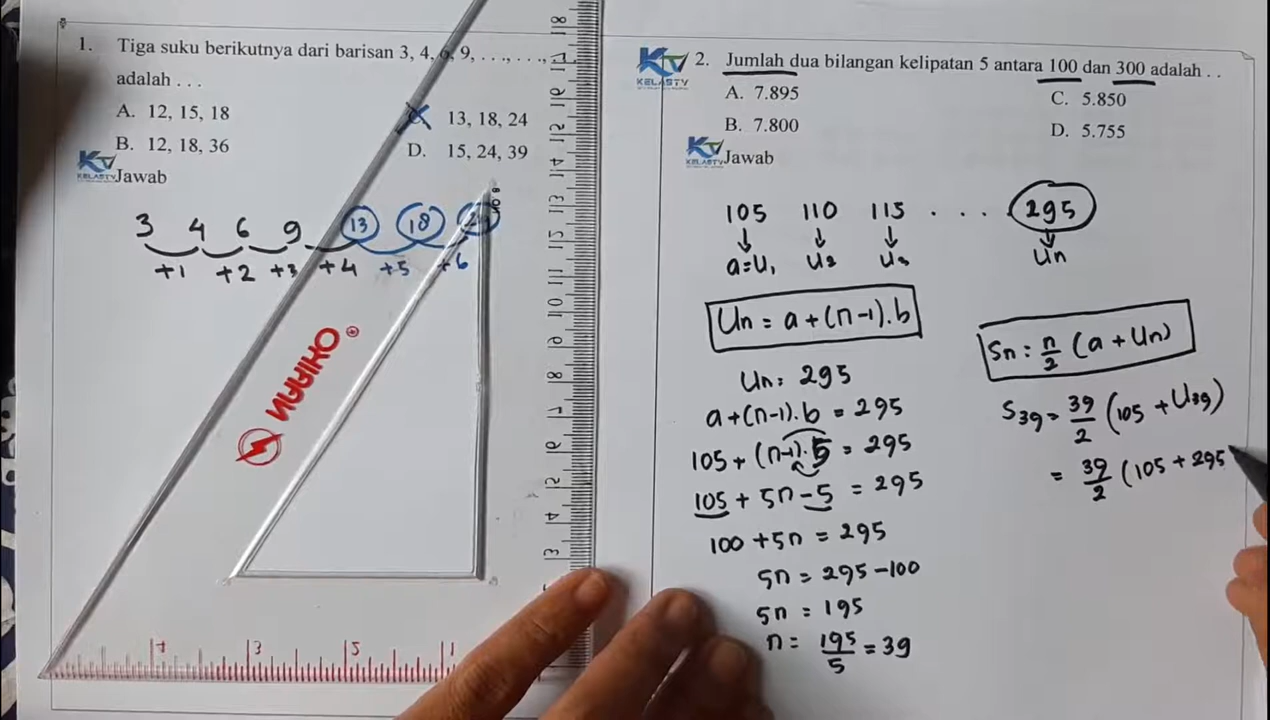 1. Tiga suku berikutnya dari barisan 3, 4, 6, 9, . . ., . . .,
adalah . . .
A. 12, 15, 18
B. 12, 18, 36
13, 18, 24
D. 15, 24, 39
KELASTV
Jawab
3 4 6 9 13 18
+1 +2 +3 +4 +5 +6
KELASTV
2. Jumlah dua bilangan kelipatan 5 antara 100 dan 300 adalah . .
A. 7.895
B. 7.800
C. 5.850
D. 5.755
KELASTV
Jawab
105 110 115 . . . 295
a=U₁ U₂ U₃ Un
Un = a+(n-1).b
Un = 295
a+(n-1).b = 295
105+(n-1).5 = 295
105 + 5n - 5 = 295
100 + 5n = 295
5n = 295-100
5n = 195
n = 195/5 = 39
Sn = n/2 (a + Un)
S39 = 39/2 (105 + U39)
= 39/2 (105 + 295